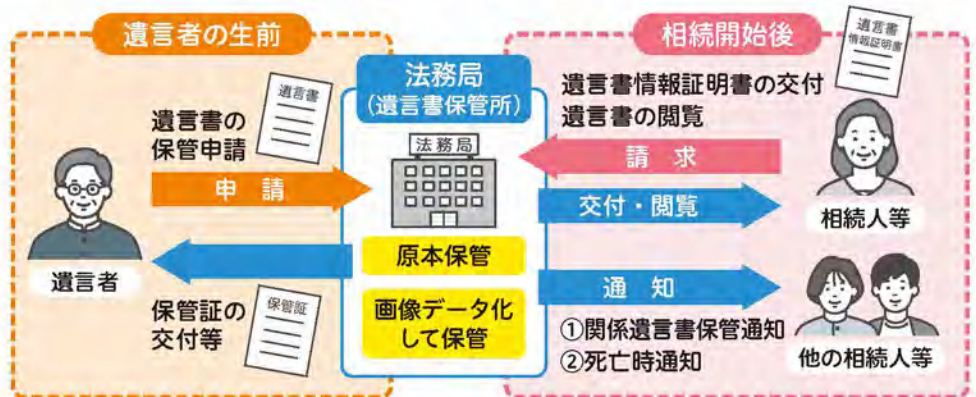 遺言者の生前
遺言書
遺言書の
保管申請
申請
遺言者
保管証の
交付等
保管証
法務局
(遺言書保管所)
法務局
原本保管
画像データ化
して保管
相続開始後
遺言書
情報証明書
遺言書情報証明書の交付
遺言書の閲覧
請求
交付・閲覧
相続人等
通知
①関係遺言書保管通知
②死亡時通知
他の相続人等